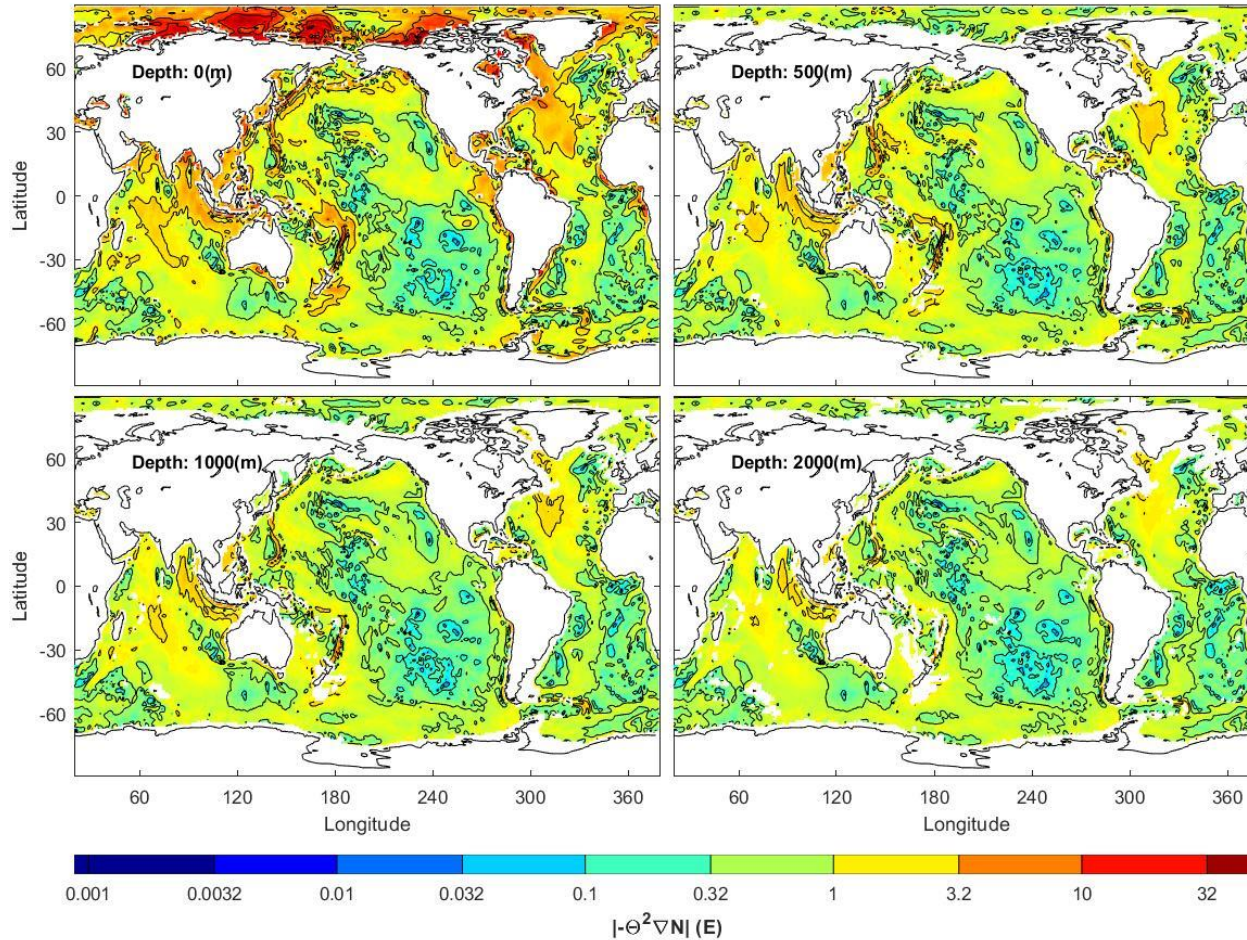 Depth: 0(m)
Depth: 500(m)
60
30
0
-30
-60
Latitude
Depth: 1000(m)
Depth: 2000(m)
60
30
0
-30
-60
Latitude
60 120 180 240 300 360
60 120 180 240 300 360
Longitude
Longitude
0.001 0.0032 0.01 0.032 0.1 0.32 1 3.2 10 32
|-Θ²∇N| (E)